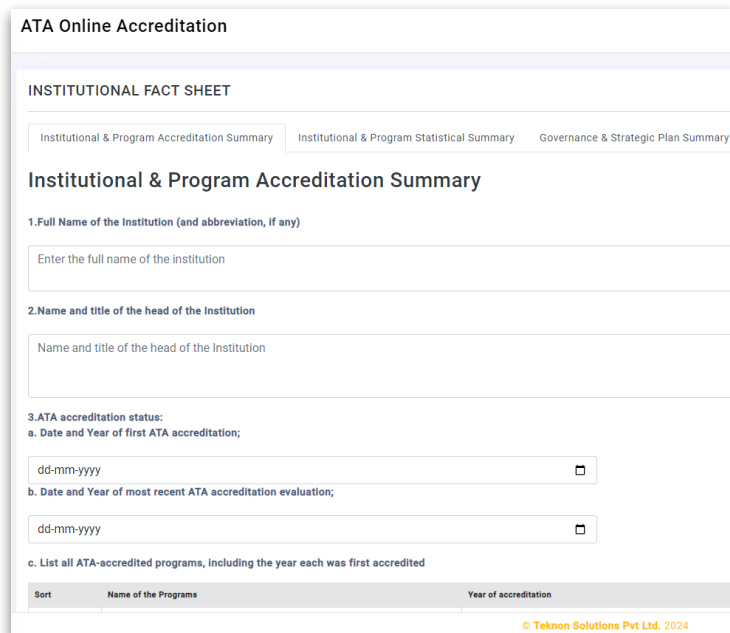 ATA Online Accreditation
INSTITUTIONAL FACT SHEET
Institutional & Program Accreditation Summary
Institutional & Program Statistical Summary
Governance & Strategic Plan Summary
Institutional & Program Accreditation Summary
1.Full Name of the Institution (and abbreviation, if any)
Enter the full name of the institution
2.Name and title of the head of the Institution
Name and title of the head of the Institution
3.ATA accreditation status:
a. Date and Year of first ATA accreditation;
dd-mm-yyyy
b. Date and Year of most recent ATA accreditation evaluation;
dd-mm-yyyy
c. List all ATA-accredited programs, including the year each was first accredited
Sort Name of the Programs Year of accreditation
© Teknon Solutions Pvt Ltd. 2024